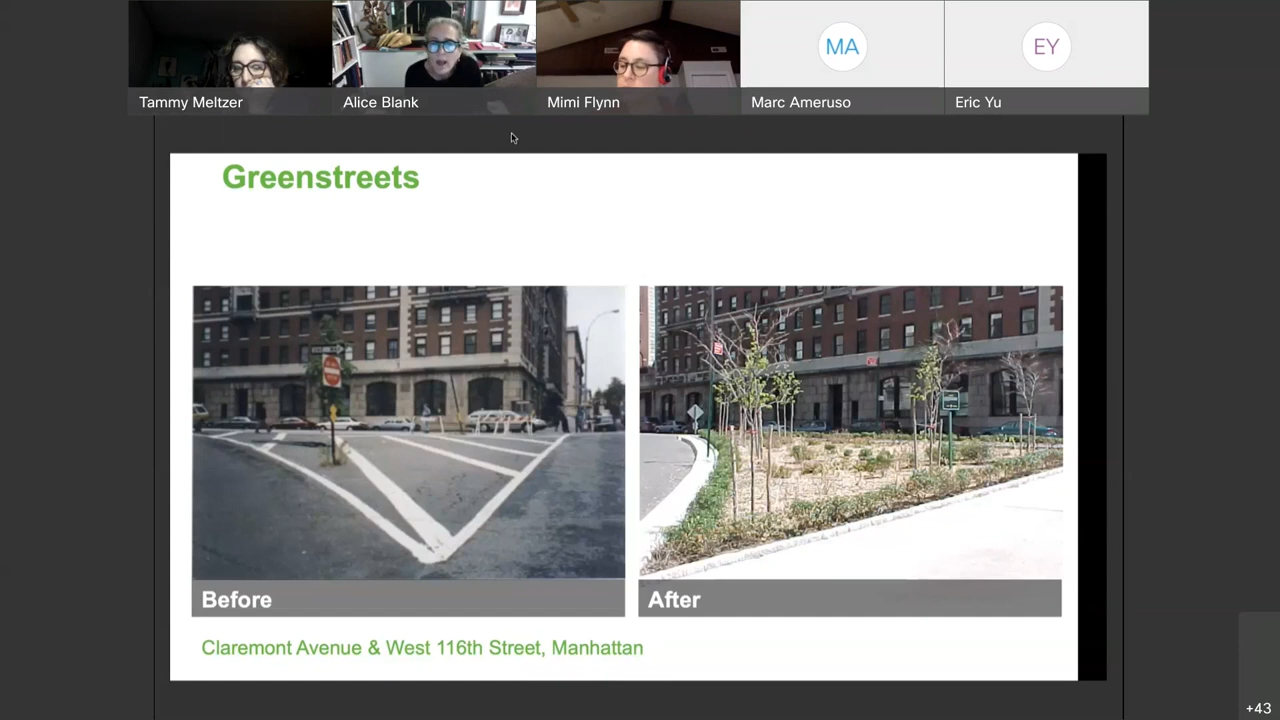 MA
EY
Tammy Meltzer
Alice Blank
Mimi Flynn
Marc Ameruso
Eric Yu
Greenstreets
Before
After
Claremont Avenue & West 116th Street, Manhattan
+43